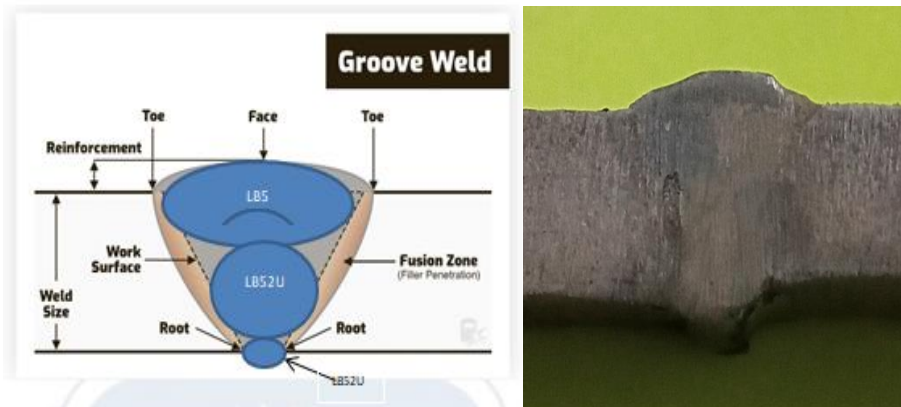 Groove Weld
Toe
Face
Toe
Reinforcement
LB5
Work
Surface
Fusion Zone
(Filler Penetration)
LB52U
Weld
Size
Root
Root
LB52U